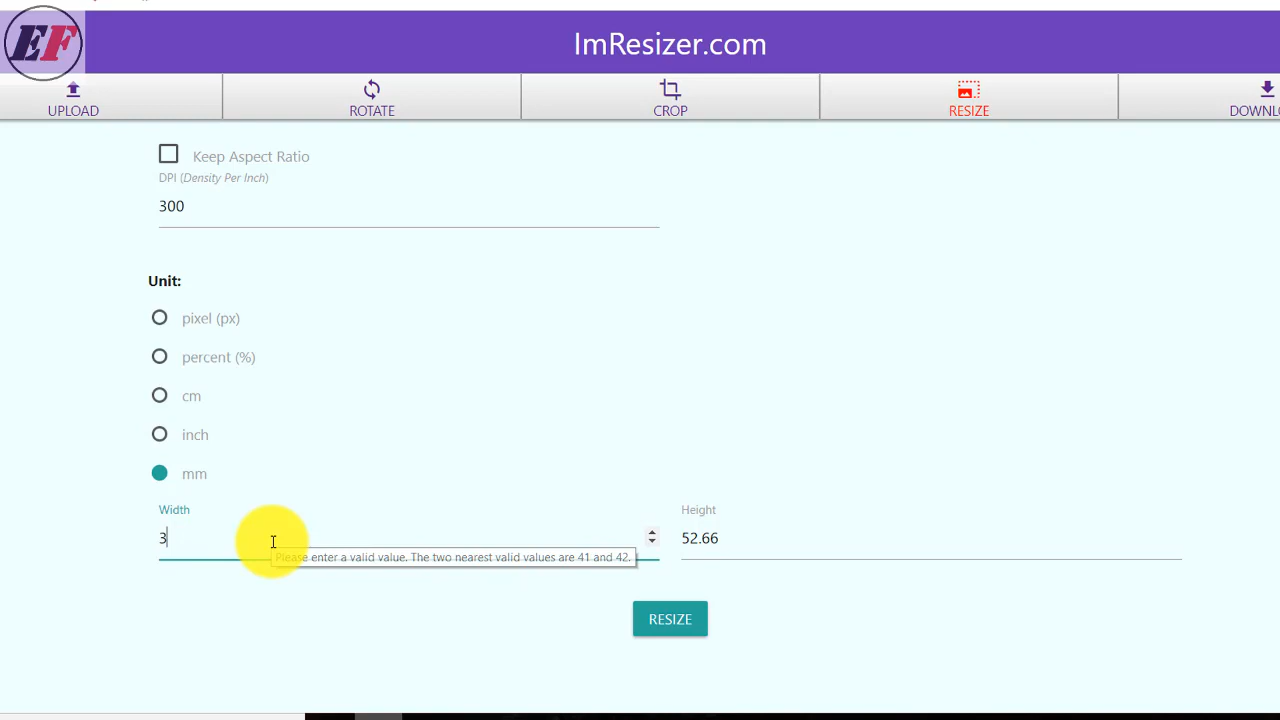 EF
ImResizer.com
UPLOAD ROTATE CROP RESIZE DOWNLO
Keep Aspect Ratio
DPI (Density Per Inch)
300
Unit:
pixel (px)
percent (%)
cm
inch
mm
Width Height
3 52.66
Please enter a valid value. The two nearest valid values are 41 and 42.
RESIZE